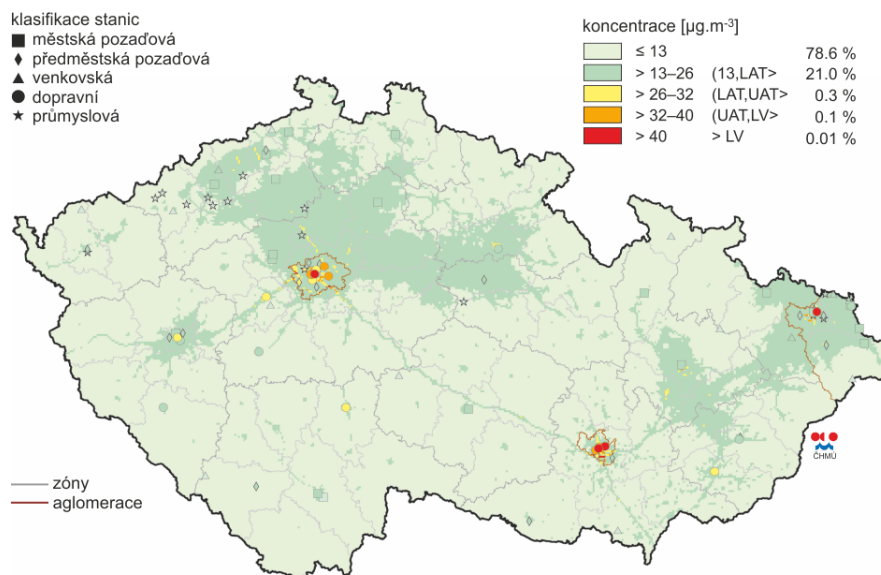 klasifikace stanic
městská pozaďová
předměstská pozaďová
venkovská
dopravní
průmyslová
koncentrace [µg.m⁻³]
≤ 13 78.6 %
> 13–26 (13,LAT> 21.0 %
> 26–32 (LAT,UAT> 0.3 %
> 32–40 (UAT,LV> 0.1 %
> 40 > LV 0.01 %
ČHMÚ
zóny
aglomerace